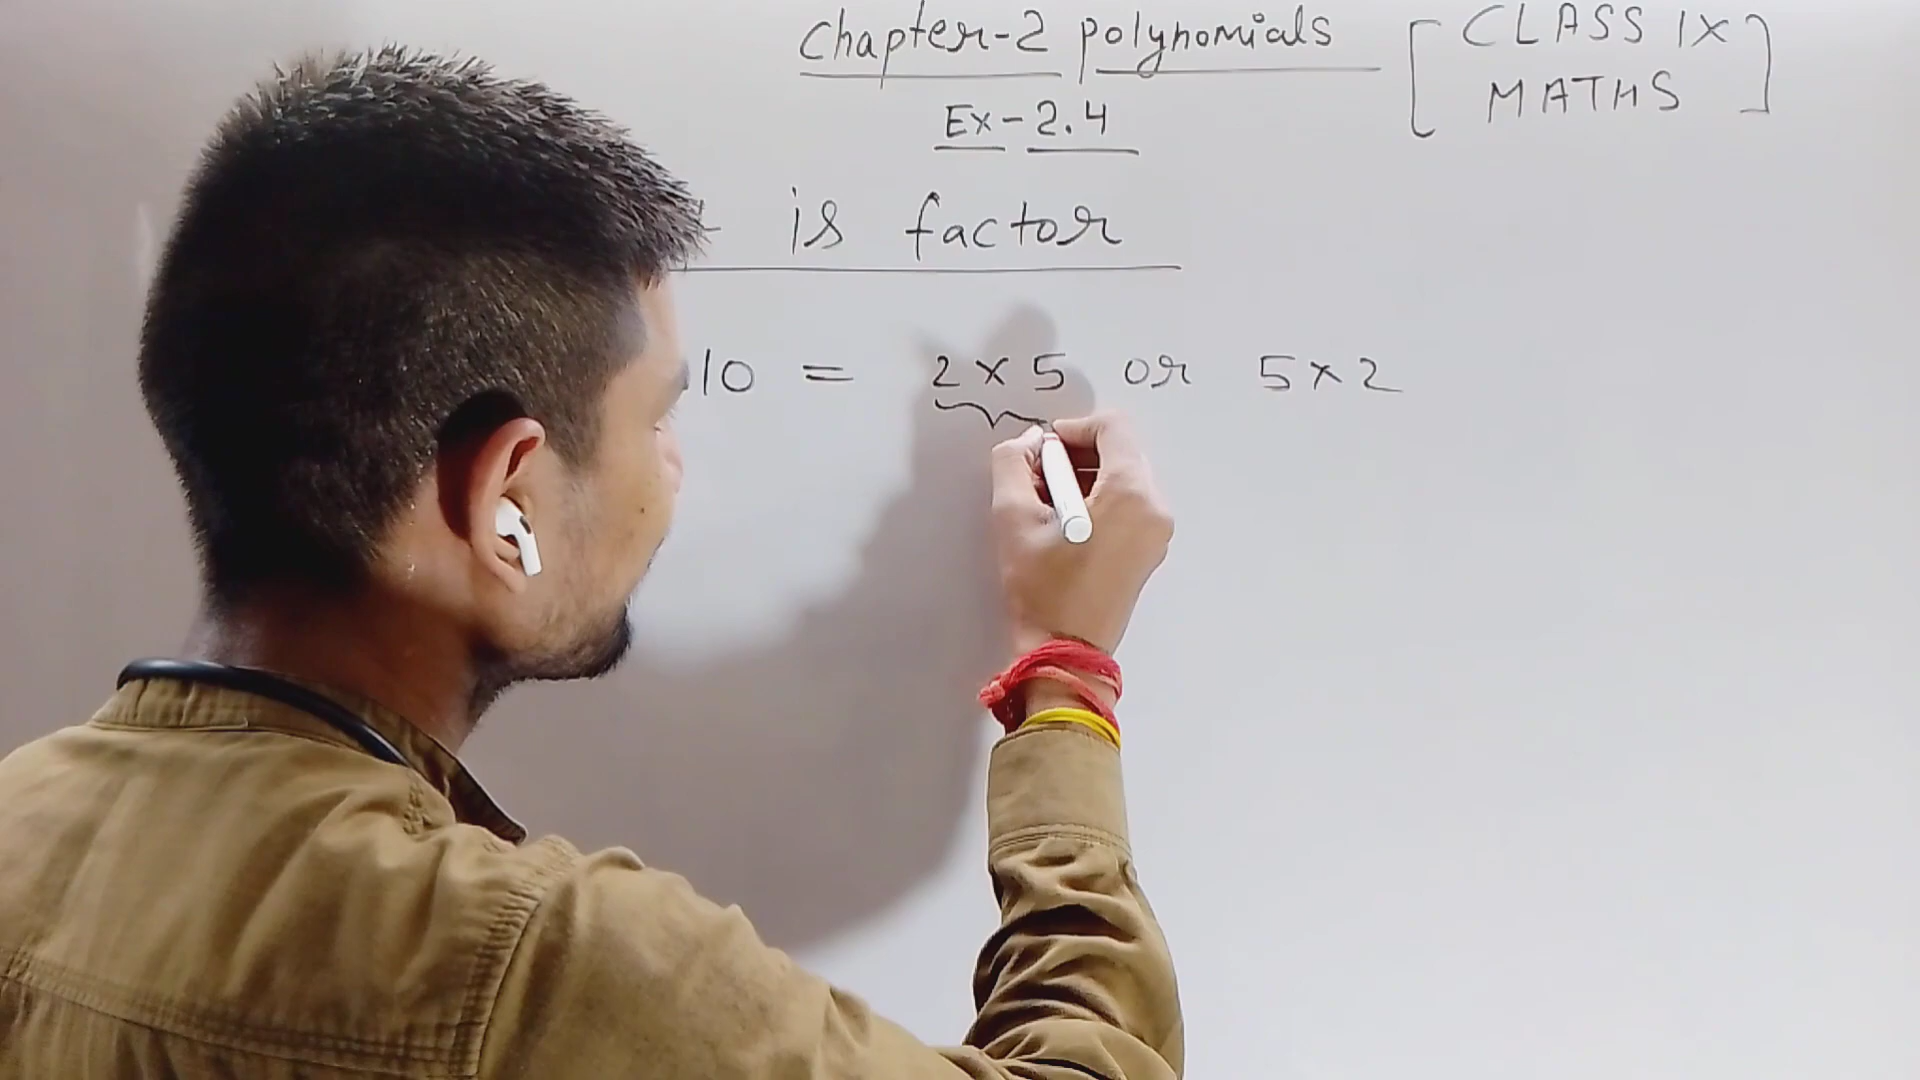 Chapter-2 polynomials
CLASS IX
MATHS
Ex-2.4
is factor
10 = 2 x 5 or 5 x 2